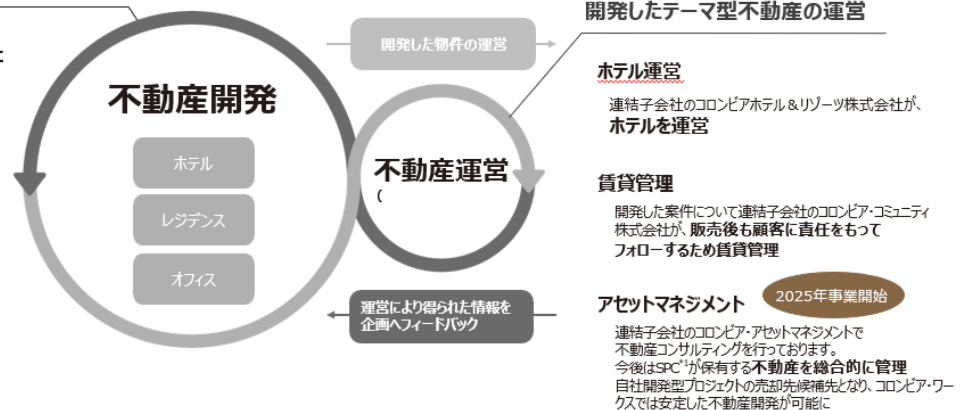 開発したテーマ型不動産の運営
開発した物件の運営
不動産開発
ホテル
レジデンス
オフィス
不動産運営
(
運営により得られた情報を
企画へフィードバック
ホテル運営
連結子会社のコロンビアホテル&リゾーツ株式会社が、
ホテルを運営
賃貸管理
開発した案件について連結子会社のコロンビア・コミュニティ
株式会社が、販売後も顧客に責任をもって
フォローするため賃貸管理
アセットマネジメント
2025年事業開始
連結子会社のコロンビア・アセットマネジメントで
不動産コンサルティングを行っております。
今後はSPC*1が保有する不動産を総合的に管理
自社開発型プロジェクトの売却先候補先となり、コロンビア・ワー
クスでは安定した不動産開発が可能に